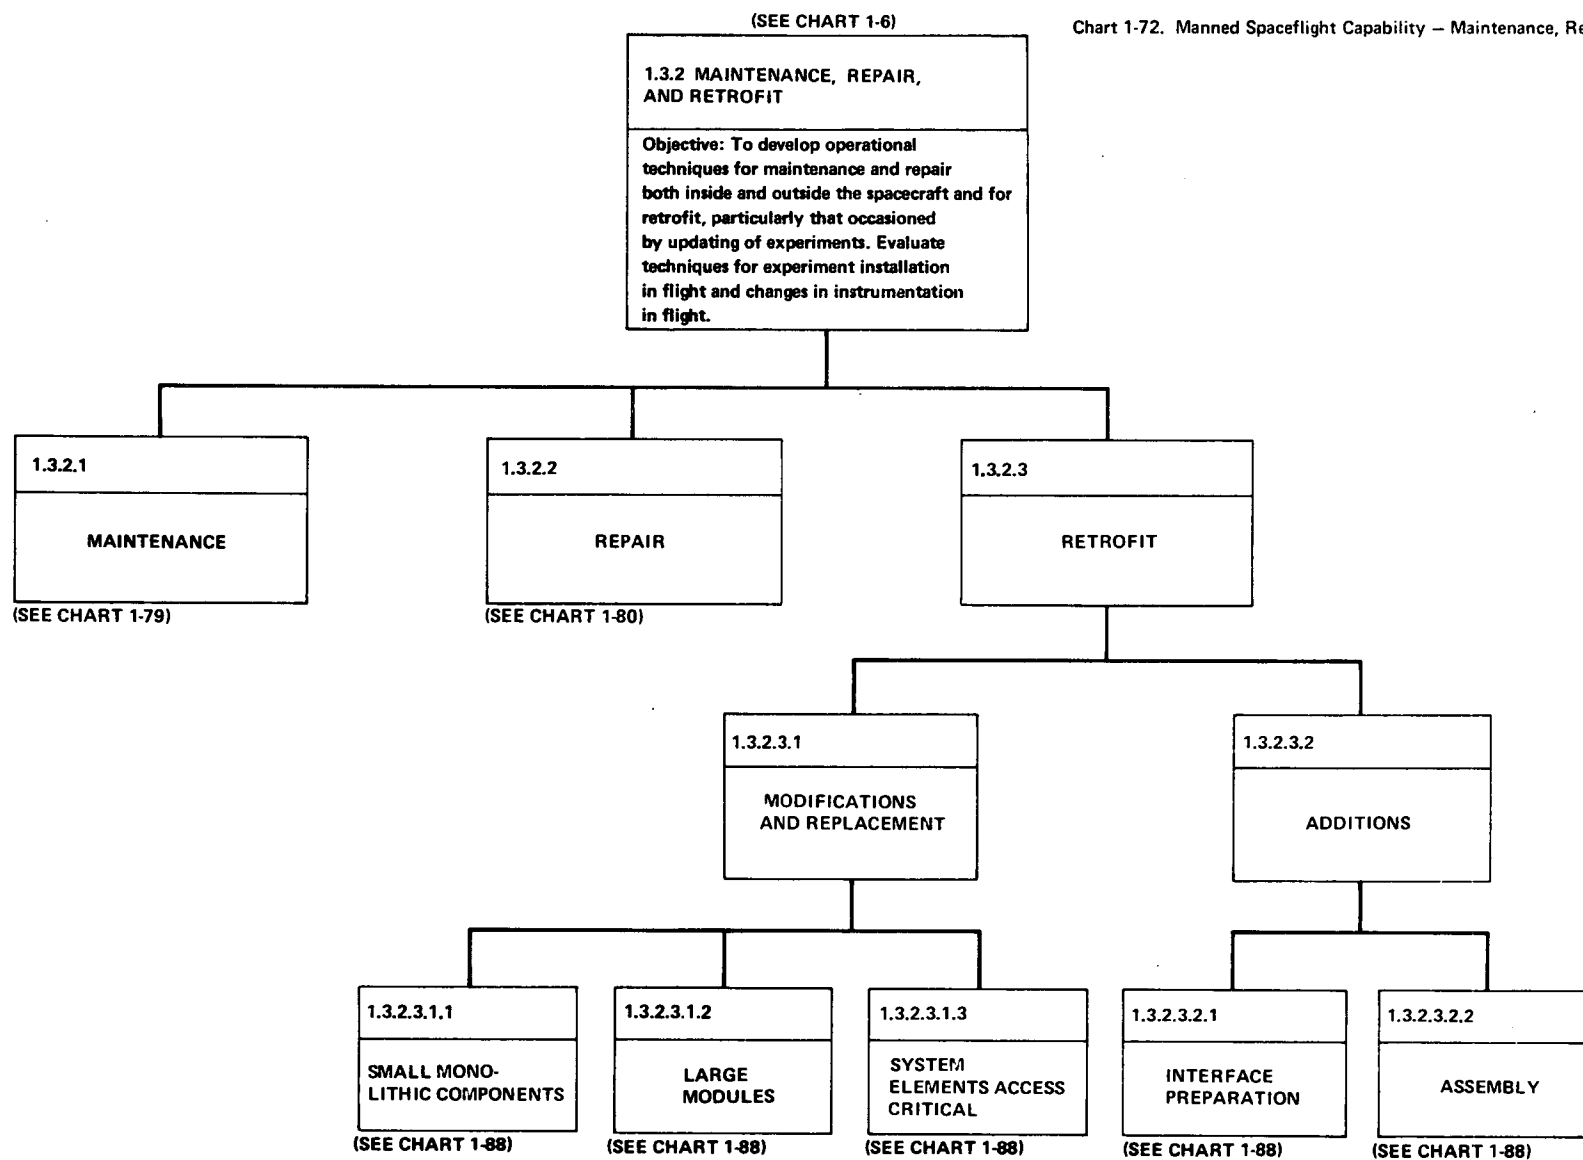 (SEE CHART 1-6)
Chart 1-72. Manned Spaceflight Capability — Maintenance, Re
1.3.2 MAINTENANCE, REPAIR,
AND RETROFIT
Objective: To develop operational
techniques for maintenance and repair
both inside and outside the spacecraft and for
retrofit, particularly that occasioned
by updating of experiments. Evaluate
techniques for experiment installation
in flight and changes in instrumentation
in flight.
1.3.2.1
MAINTENANCE
(SEE CHART 1-79)
1.3.2.2
REPAIR
(SEE CHART 1-80)
1.3.2.3
RETROFIT
1.3.2.3.1
MODIFICATIONS
AND REPLACEMENT
1.3.2.3.2
ADDITIONS
1.3.2.3.1.1
SMALL MONO-
LITHIC COMPONENTS
(SEE CHART 1-88)
1.3.2.3.1.2
LARGE
MODULES
(SEE CHART 1-88)
1.3.2.3.1.3
SYSTEM
ELEMENTS ACCESS
CRITICAL
(SEE CHART 1-88)
1.3.2.3.2.1
INTERFACE
PREPARATION
(SEE CHART 1-88)
1.3.2.3.2.2
ASSEMBLY
(SEE CHART 1-88)